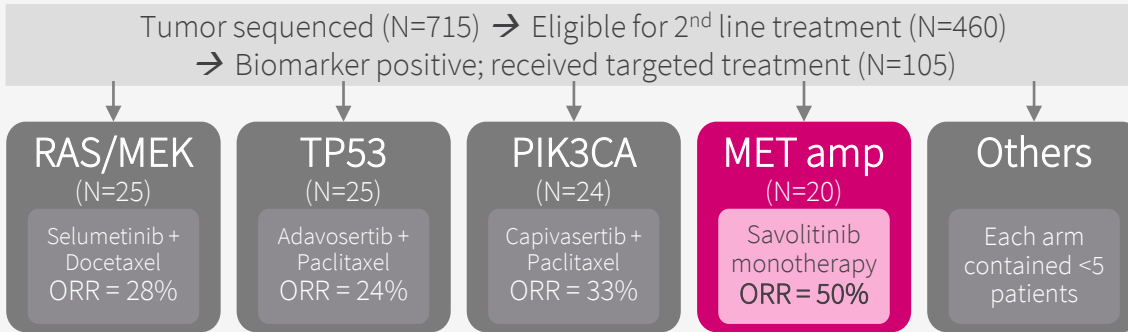 Tumor sequenced (N=715) → Eligible for 2nd line treatment (N=460)
→ Biomarker positive; received targeted treatment (N=105)
RAS/MEK
(N=25)
Selumetinib +
Docetaxel
ORR = 28%
TP53
(N=25)
Adavosertib +
Paclitaxel
ORR = 24%
PIK3CA
(N=24)
Capivasertib +
Paclitaxel
ORR = 33%
MET amp
(N=20)
Savolitinib
monotherapy
ORR = 50%
Others
Each arm
contained <5
patients